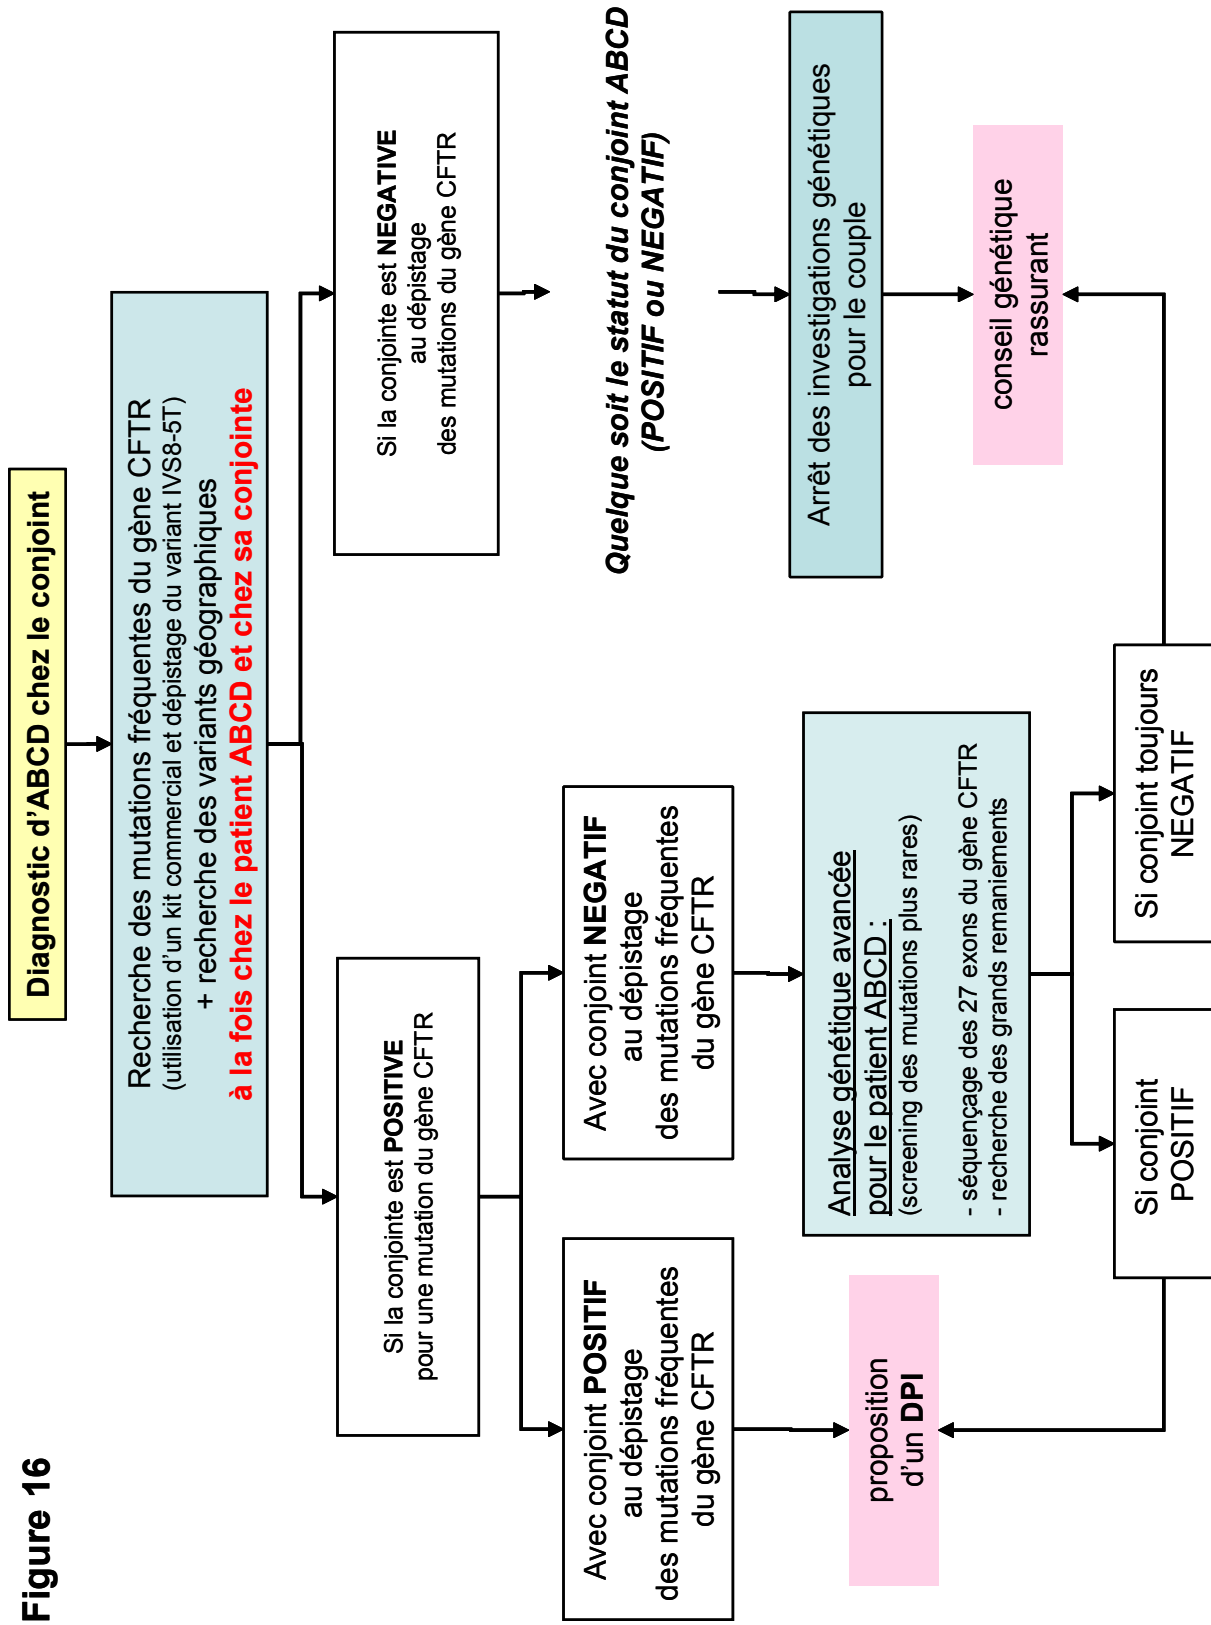 Figure 16
Diagnostic d'ABCD chez le conjoint
Recherche des mutations fréquentes du gène CFTR
(utilisation d'un kit commercial et dépistage du variant IVS8-5T)
+ recherche des variants géographiques
à la fois chez le patient ABCD et chez sa conjointe
Si la conjointe est POSITIVE
pour une mutation du gène CFTR
Si la conjointe est NEGATIVE
au dépistage
des mutations du gène CFTR
Avec conjoint POSITIF
au dépistage
des mutations fréquentes
du gène CFTR
Avec conjoint NEGATIF
au dépistage
des mutations fréquentes
du gène CFTR
Quelque soit le statut du conjoint ABCD
(POSITIF ou NEGATIF)
proposition
d'un DPI
Analyse génétique avancée
pour le patient ABCD :
(screening des mutations plus rares)
- séquençage des 27 exons du gène CFTR
- recherche des grands remaniements
Arrêt des investigations génétiques
pour le couple
conseil génétique
rassurant
Si conjoint
POSITIF
Si conjoint toujours
NEGATIF